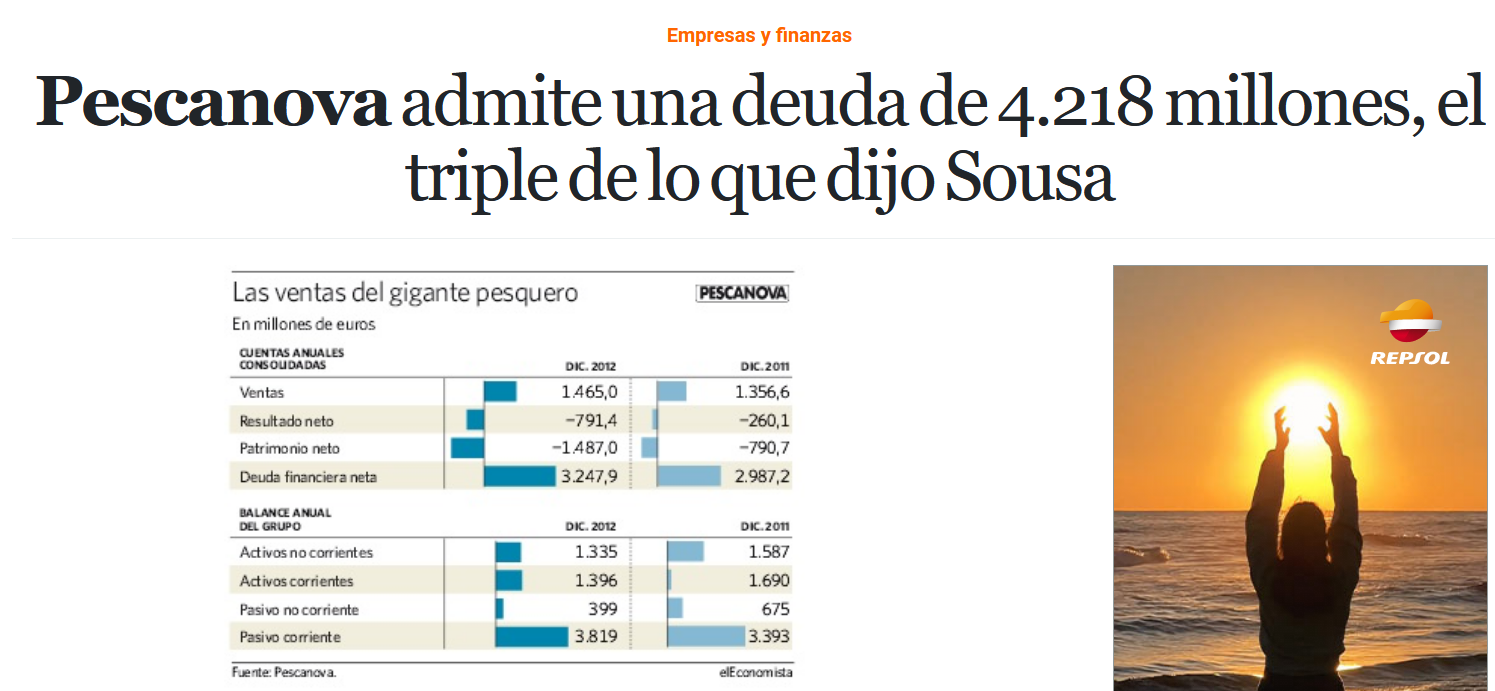 Empresas y finanzas
Pescanova admite una deuda de 4.218 millones, el
triple de lo que dijo Sousa
Las ventas del gigante pesquero
PESCANOVA
En millones de euros
CUENTAS ANUALES
CONSOLIDADAS DIC. 2012 DIC. 2011
Ventas 1.465,0 1.356,6
Resultado neto −791,4 −260,1
Patrimonio neto −1.487,0 −790,7
Deuda financiera neta 3.247,9 2.987,2
BALANCE ANUAL
DEL GRUPO DIC. 2012 DIC. 2011
Activos no corrientes 1.335 1.587
Activos corrientes 1.396 1.690
Pasivo no corriente 399 675
Pasivo corriente 3.819 3.393
Fuente: Pescanova. elEconomista
REPSOL